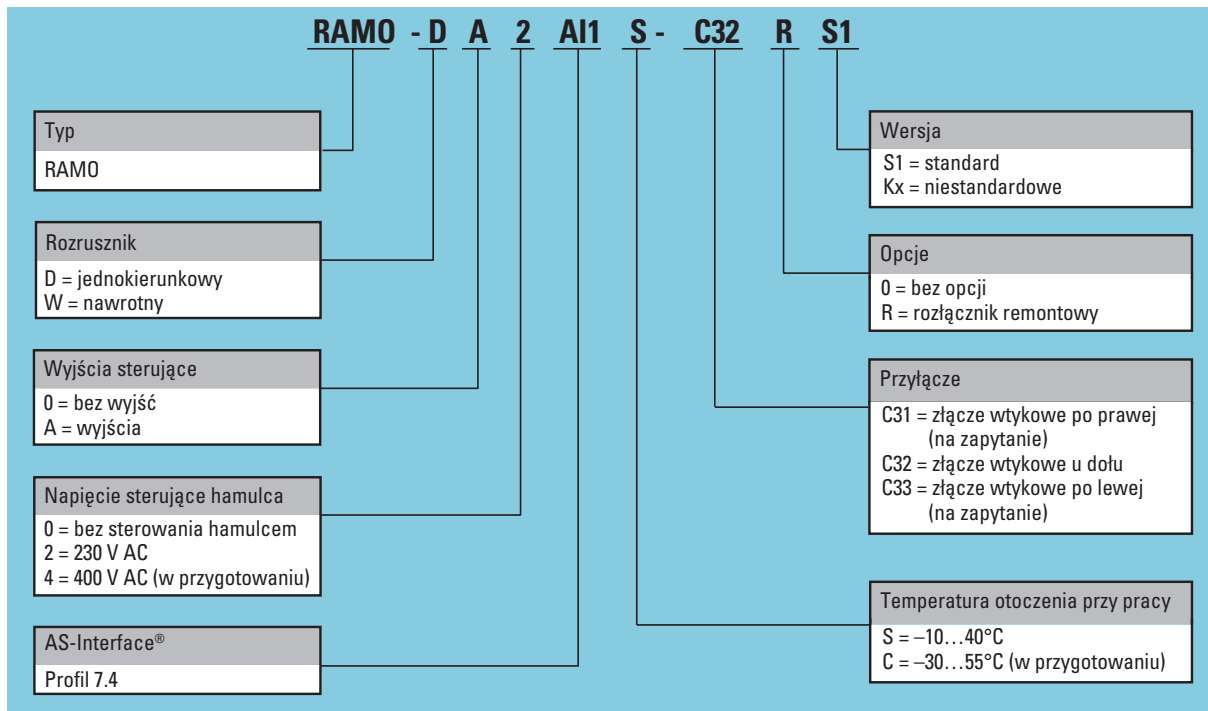 RAMO - D A 2 AI1 S - C32 R S1
Typ
RAMO
Rozrusznik
D = jednokierunkowy
W = nawrotny
Wyjścia sterujące
0 = bez wyjść
A = wyjścia
Napięcie sterujące hamulca
0 = bez sterowania hamulcem
2 = 230 V AC
4 = 400 V AC (w przygotowaniu)
AS-Interface®
Profil 7.4
Wersja
S1 = standard
Kx = niestandardowe
Opcje
0 = bez opcji
R = rozłącznik remontowy
Przyłącze
C31 = złącze wtykowe po prawej
(na zapytanie)
C32 = złącze wtykowe u dołu
C33 = złącze wtykowe po lewej
(na zapytanie)
Temperatura otoczenia przy pracy
S = –10…40°C
C = –30…55°C (w przygotowaniu)